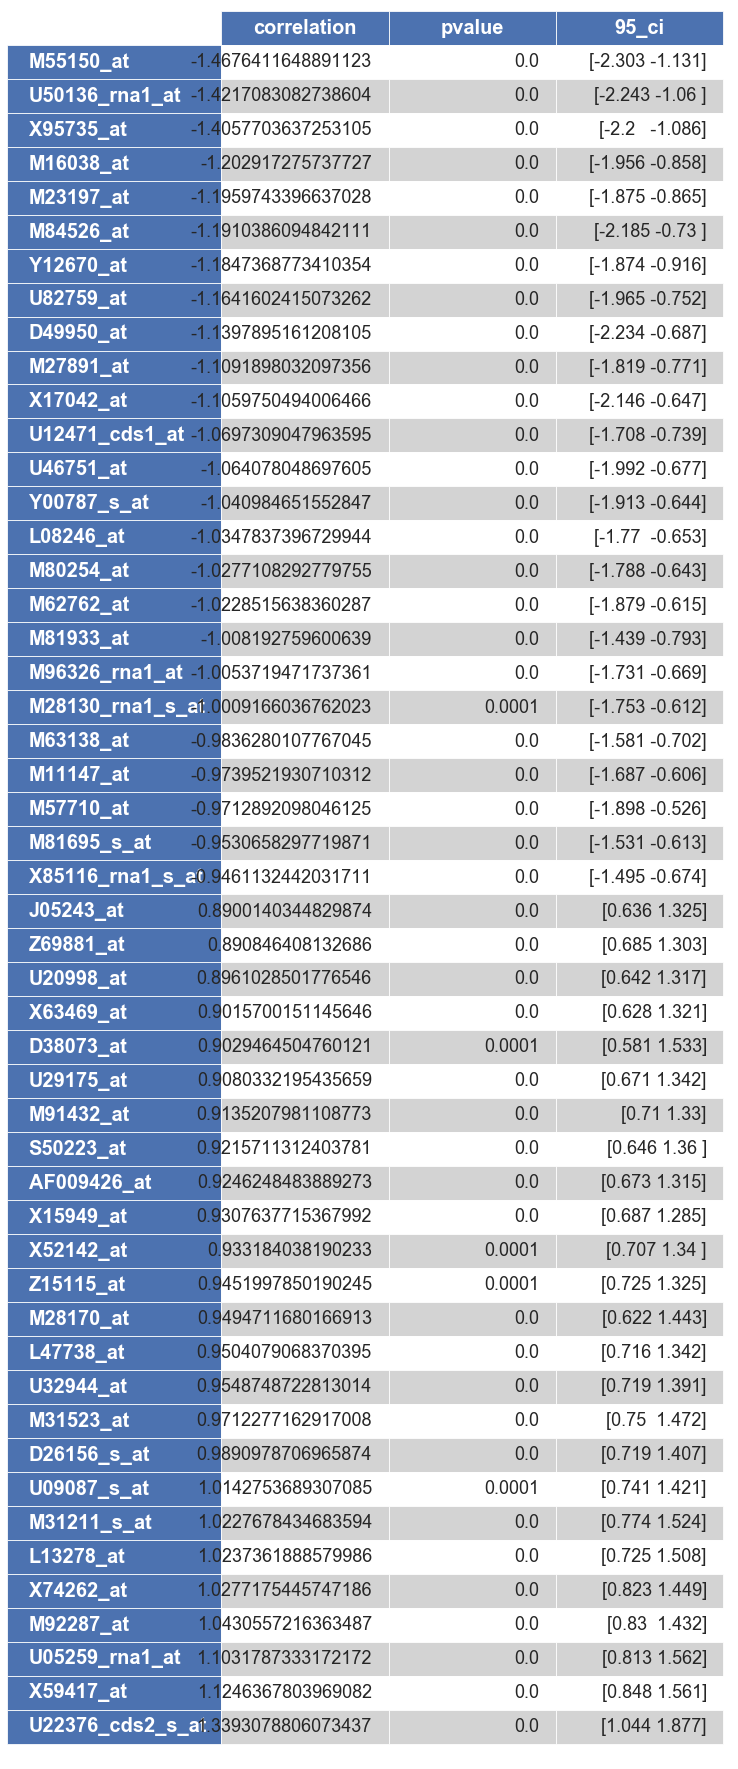 correlation pvalue 95_ci
M55150_at -1.4676411648891123 0.0 [-2.303 -1.131]
U50136_rna1_at -1.4217083082738604 0.0 [-2.243 -1.06 ]
X95735_at -1.4057703637253105 0.0 [-2.2   -1.086]
M16038_at -1.202917275737727 0.0 [-1.956 -0.858]
M23197_at -1.1959743396637028 0.0 [-1.875 -0.865]
M84526_at -1.1910386094842111 0.0 [-2.185 -0.73 ]
Y12670_at -1.1847368773410354 0.0 [-1.874 -0.916]
U82759_at -1.1641602415073262 0.0 [-1.965 -0.752]
D49950_at -1.1397895161208105 0.0 [-2.234 -0.687]
M27891_at -1.1091898032097356 0.0 [-1.819 -0.771]
X17042_at -1.1059750494006466 0.0 [-2.146 -0.647]
U12471_cds1_at -1.0697309047963595 0.0 [-1.708 -0.739]
U46751_at -1.064078048697605 0.0 [-1.992 -0.677]
Y00787_s_at -1.040984651552847 0.0 [-1.913 -0.644]
L08246_at -1.0347837396729944 0.0 [-1.77  -0.653]
M80254_at -1.0277108292779755 0.0 [-1.788 -0.643]
M62762_at -1.0228515638360287 0.0 [-1.879 -0.615]
M81933_at -1.008192759600639 0.0 [-1.439 -0.793]
M96326_rna1_at -1.0053719471737361 0.0 [-1.731 -0.669]
M28130_rna1_s_at -1.0009166036762023 0.0001 [-1.753 -0.612]
M63138_at -0.9836280107767045 0.0 [-1.581 -0.702]
M11147_at -0.9739521930710312 0.0 [-1.687 -0.606]
M57710_at -0.9712892098046125 0.0 [-1.898 -0.526]
M81695_s_at -0.9530658297719871 0.0 [-1.531 -0.613]
X85116_rna1_s_at -0.9461132442031711 0.0 [-1.495 -0.674]
J05243_at 0.8900140344829874 0.0 [0.636 1.325]
Z69881_at 0.890846408132686 0.0 [0.685 1.303]
U20998_at 0.8961028501776546 0.0 [0.642 1.317]
X63469_at 0.9015700151145646 0.0 [0.628 1.321]
D38073_at 0.9029464504760121 0.0001 [0.581 1.533]
U29175_at 0.9080332195435659 0.0 [0.671 1.342]
M91432_at 0.9135207981108773 0.0 [0.71 1.33]
S50223_at 0.9215711312403781 0.0 [0.646 1.36 ]
AF009426_at 0.9246248483889273 0.0 [0.673 1.315]
X15949_at 0.9307637715367992 0.0 [0.687 1.285]
X52142_at 0.933184038190233 0.0001 [0.707 1.34 ]
Z15115_at 0.9451997850190245 0.0001 [0.725 1.325]
M28170_at 0.9494711680166913 0.0 [0.622 1.443]
L47738_at 0.9504079068370395 0.0 [0.716 1.342]
U32944_at 0.9548748722813014 0.0 [0.719 1.391]
M31523_at 0.9712277162917008 0.0 [0.75  1.472]
D26156_s_at 0.9890978706965874 0.0 [0.719 1.407]
U09087_s_at 1.0142753689307085 0.0001 [0.741 1.421]
M31211_s_at 1.0227678434683594 0.0 [0.774 1.524]
L13278_at 1.0237361888579986 0.0 [0.725 1.508]
X74262_at 1.0277175445747186 0.0 [0.823 1.449]
M92287_at 1.0430557216363487 0.0 [0.83  1.432]
U05259_rna1_at 1.1031787333172172 0.0 [0.813 1.562]
X59417_at 1.1246367803969082 0.0 [0.848 1.561]
U22376_cds2_s_at 1.3393078806073437 0.0 [1.044 1.877]